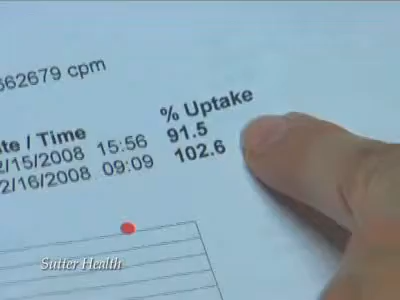 662679 cpm
% Uptake
te / Time
2/15/2008 15:56 91.5
2/16/2008 09:09 102.6
Sutter Health